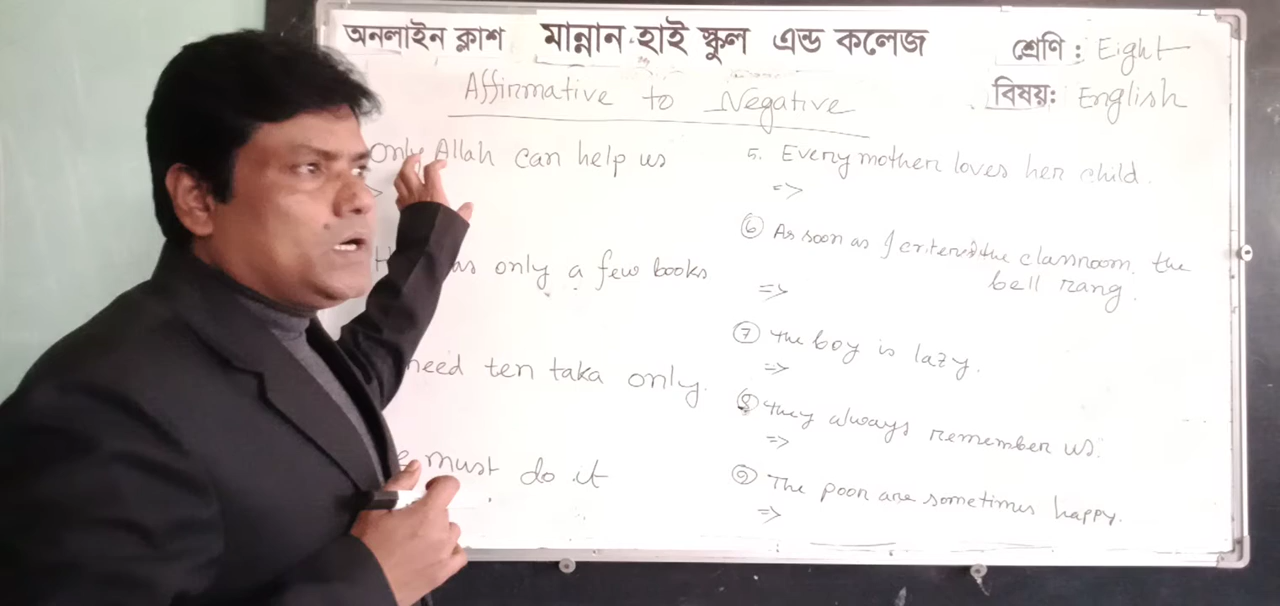 অনলাইন ক্লাশ মান্নান হাই স্কুল এন্ড কলেজ
শ্রেণি : Eight
বিষয়: English
Affirmative to Negative
only Allah can help us
only a few books
need ten taka only.
must do it
5. Every mother loves her child.
=>
⑥ As soon as I the classroom, the
bell rang.
=>
⑦ The boy is lazy.
=>
⑧ They always remember us.
=>
⑨ The poor are sometimes happy.
=>